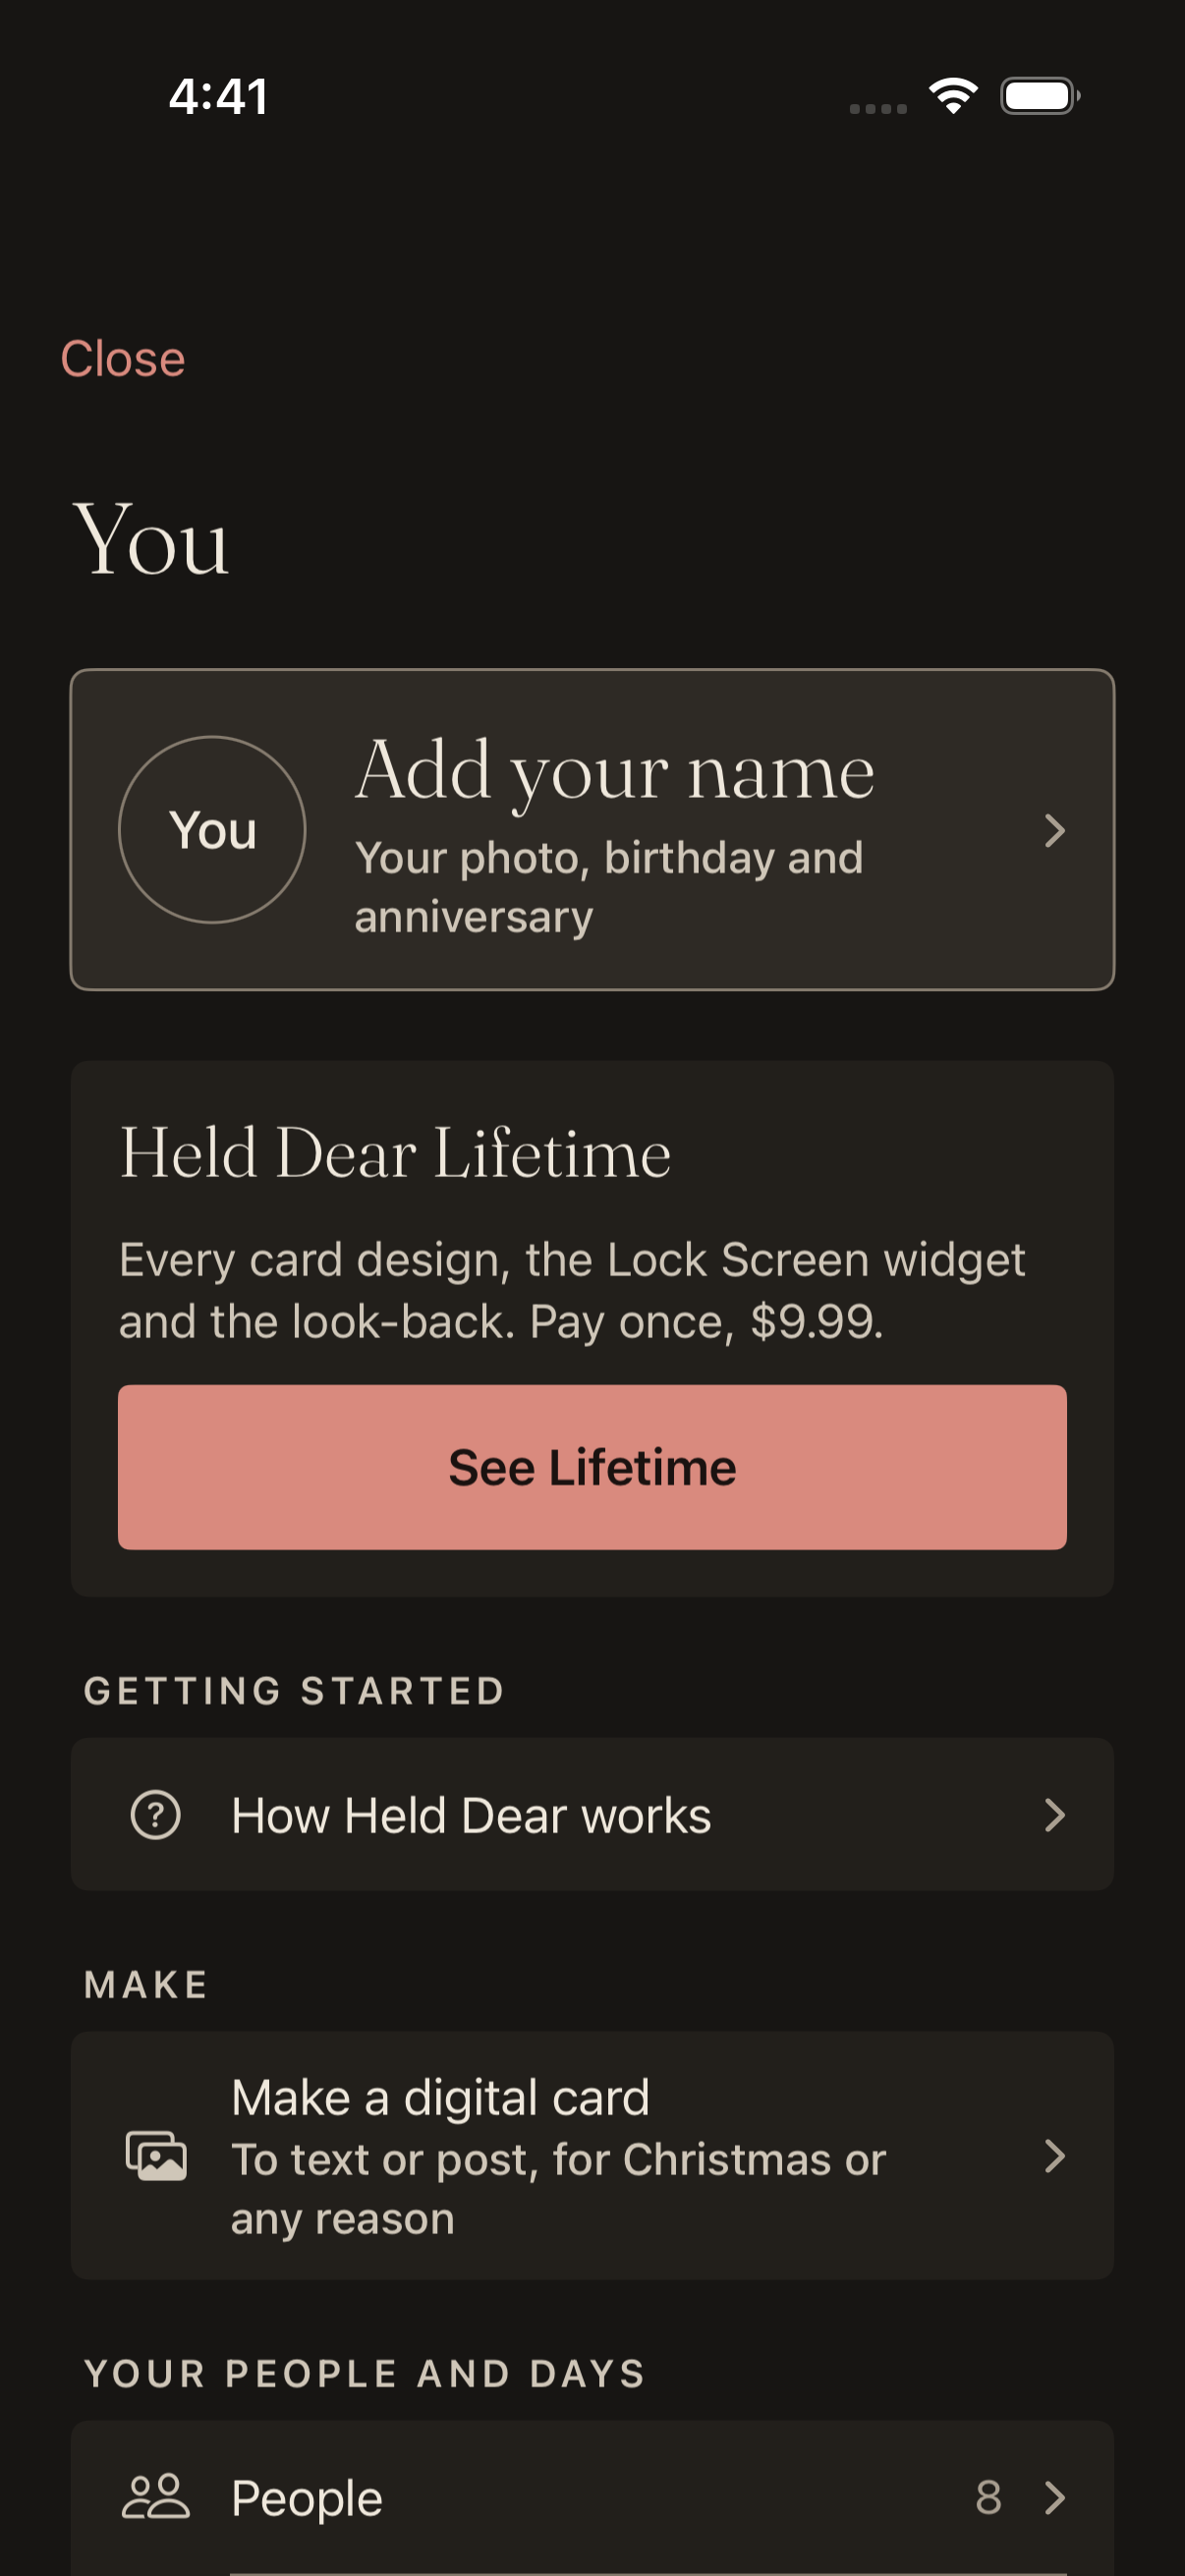 4:41
Close
You
You
Add your name
Your photo, birthday and
anniversary
Held Dear Lifetime
Every card design, the Lock Screen widget
and the look-back. Pay once, $9.99.
See Lifetime
GETTING STARTED
How Held Dear works
MAKE
Make a digital card
To text or post, for Christmas or
any reason
YOUR PEOPLE AND DAYS
People 8